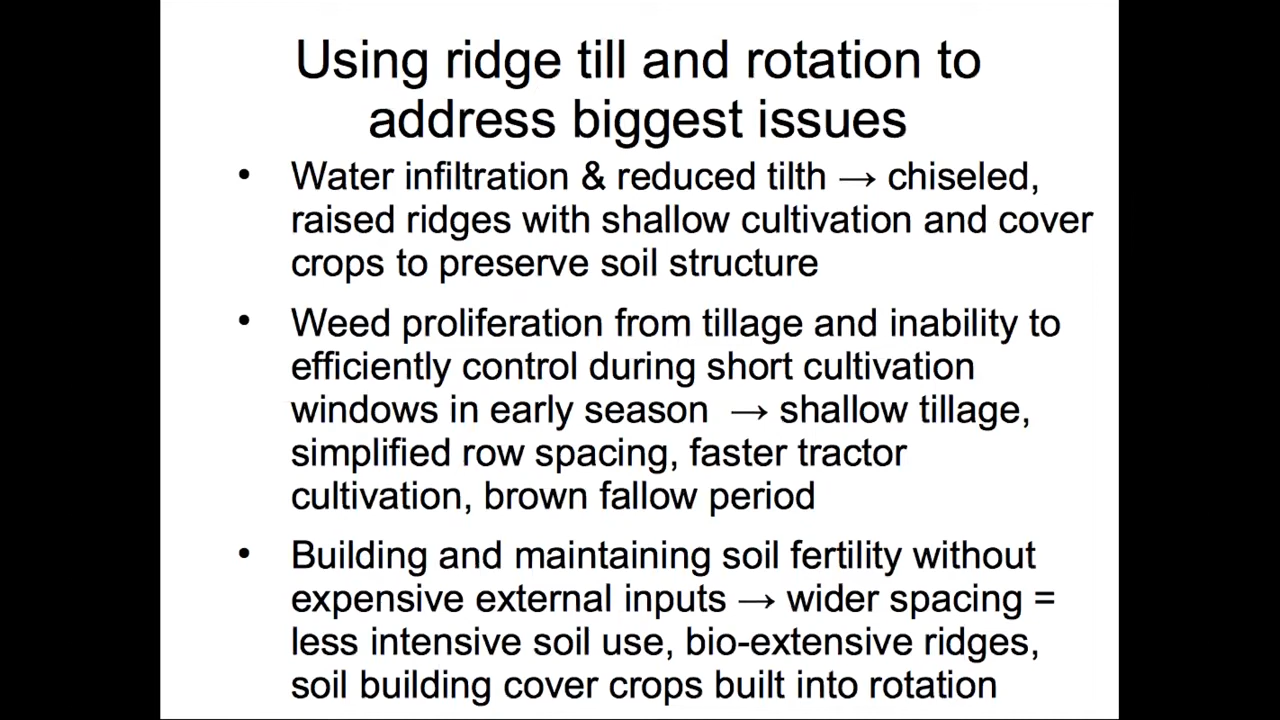 Using ridge till and rotation to
address biggest issues
• Water infiltration & reduced tilth → chiseled,
raised ridges with shallow cultivation and cover
crops to preserve soil structure
• Weed proliferation from tillage and inability to
efficiently control during short cultivation
windows in early season → shallow tillage,
simplified row spacing, faster tractor
cultivation, brown fallow period
• Building and maintaining soil fertility without
expensive external inputs → wider spacing =
less intensive soil use, bio-extensive ridges,
soil building cover crops built into rotation